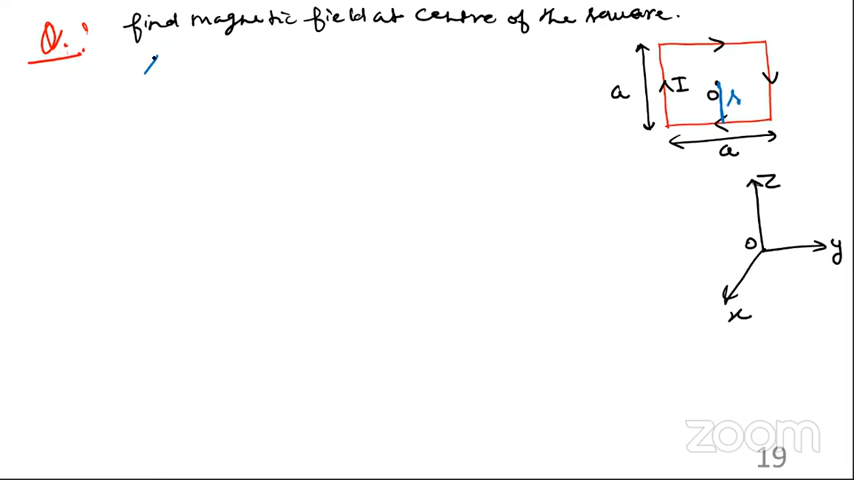 Q.: find magnetic field at centre of the square.
a
I
O
r
a
z
O
y
x
zoom
19